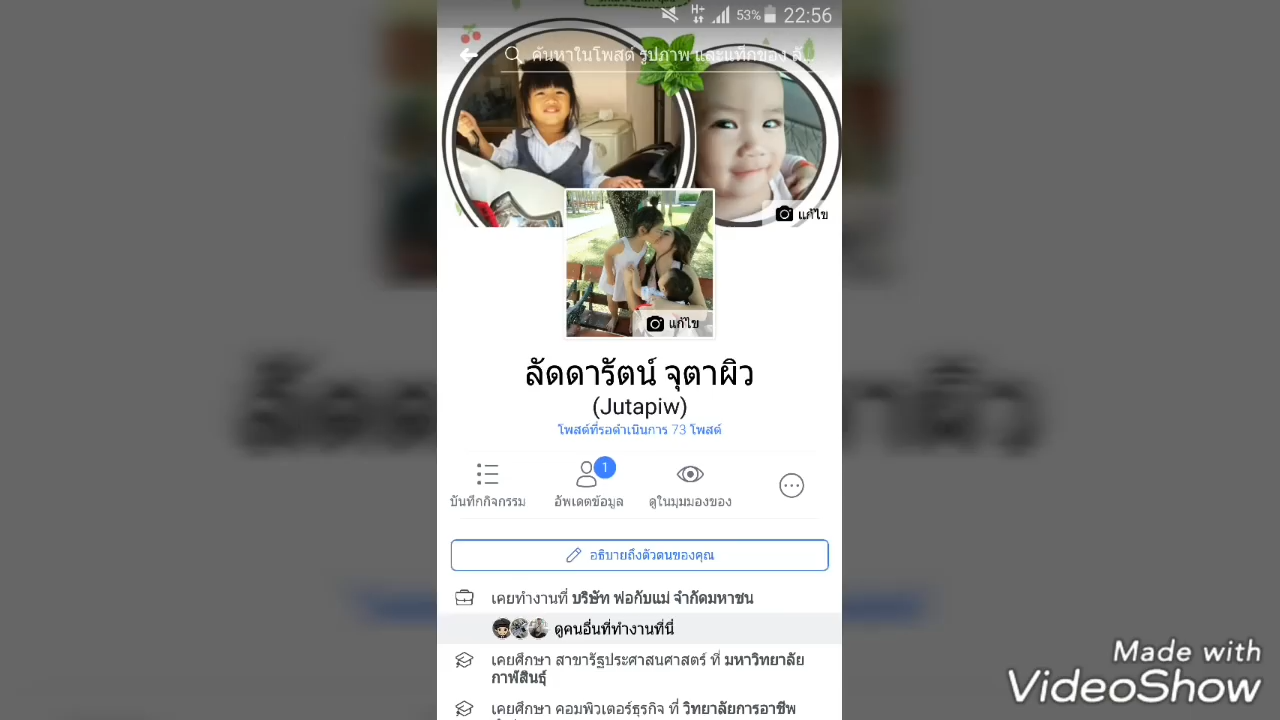 53% 22:56
ค้นหาในโพสต์ รูปภาพ และแท็กของ ลั...
แก้ไข
แก้ไข
ลัดดารัตน์ จุตาผิว
(Jutapiw)
โพสต์ที่รอดำเนินการ 73 โพสต์
1
บันทึกกิจกรรม อัพเดตข้อมูล ดูในมุมมองของ
อธิบายถึงตัวตนของคุณ
เคยทำงานที่ บริษัท พ่อกับแม่ จำกัดมหาชน
ดูคนอื่นที่ทำงานที่นี่
เคยศึกษา สาขารัฐประศาสนศาสตร์ ที่ มหาวิทยาลัย
กาฬสินธุ์
เคยศึกษา คอมพิวเตอร์ธุรกิจ ที่ วิทยาลัยการอาชีพ
Made with
VideoShow